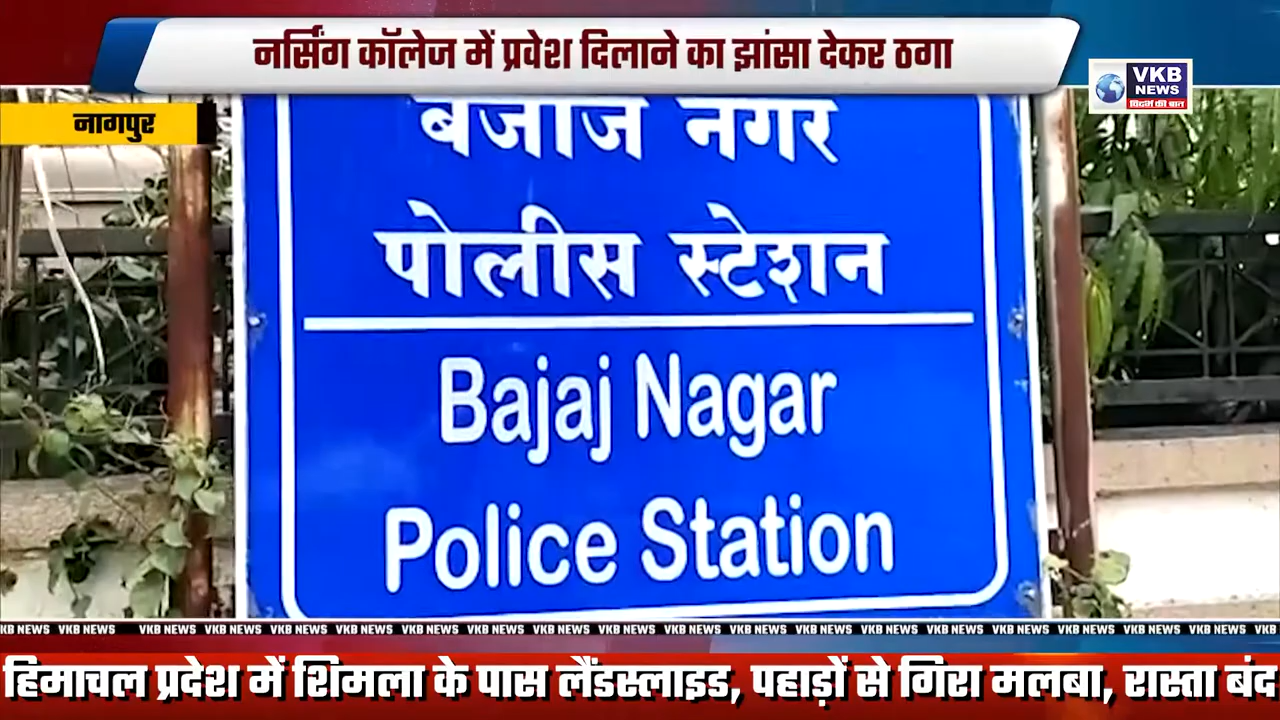 नर्सिंग कॉलेज में प्रवेश दिलाने का झांसा देकर ठगा
VKB
NEWS
विदर्भ की बात
नागपुर
बजाज नगर
पोलीस स्टेशन
Bajaj Nagar
Police Station
KB NEWS VKB NEWS VKB NEWS VKB NEWS VKB NEWS VKB NEWS VKB NEWS VKB NEWS VKB NEWS VKB NEWS VKB NEWS VKB NEWS VKB NEWS VKB NEWS VKB NEWS VKB NEWS VKB NEWS VKB NEWS VKB NEWS VKB
हिमाचल प्रदेश में शिमला के पास लैंडस्लाइड, पहाड़ों से गिरा मलबा, रास्ता बंद